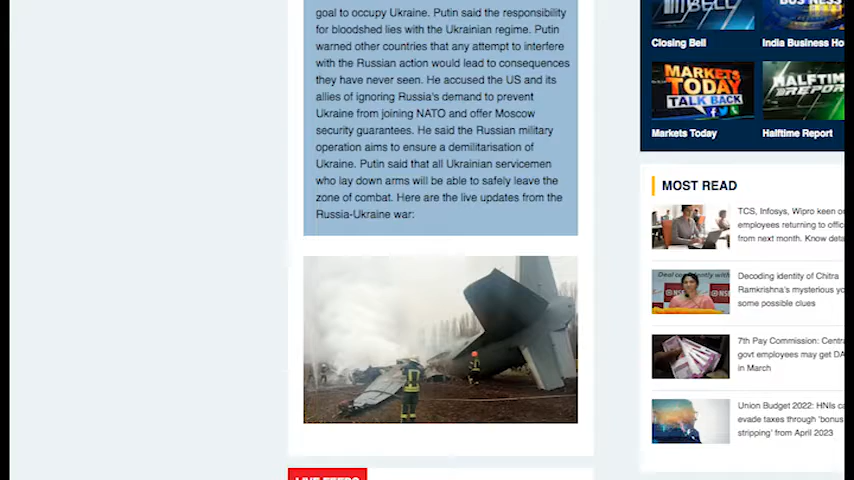 goal to occupy Ukraine. Putin said the responsibility
for bloodshed lies with the Ukrainian regime. Putin
warned other countries that any attempt to interfere
with the Russian action would lead to consequences
they have never seen. He accused the US and its
allies of ignoring Russia's demand to prevent
Ukraine from joining NATO and offer Moscow
security guarantees. He said the Russian military
operation aims to ensure a demilitarisation of
Ukraine. Putin said that all Ukrainian servicemen
who lay down arms will be able to safely leave the
zone of combat. Here are the live updates from the
Russia-Ukraine war:
BELL
Closing Bell
India Business Ho
MARKETS
TODAY
TALK BACK
HALFTIM
REPOR
Markets Today
Halftime Report
MOST READ
TCS, Infosys, Wipro keen o
employees returning to offic
from next month. Know deta
Decoding identity of Chitra
Ramkrishna's mysterious yo
some possible clues
7th Pay Commission: Centra
govt employees may get DA
in March
Union Budget 2022: HNIs ca
evade taxes through 'bonus
stripping' from April 2023